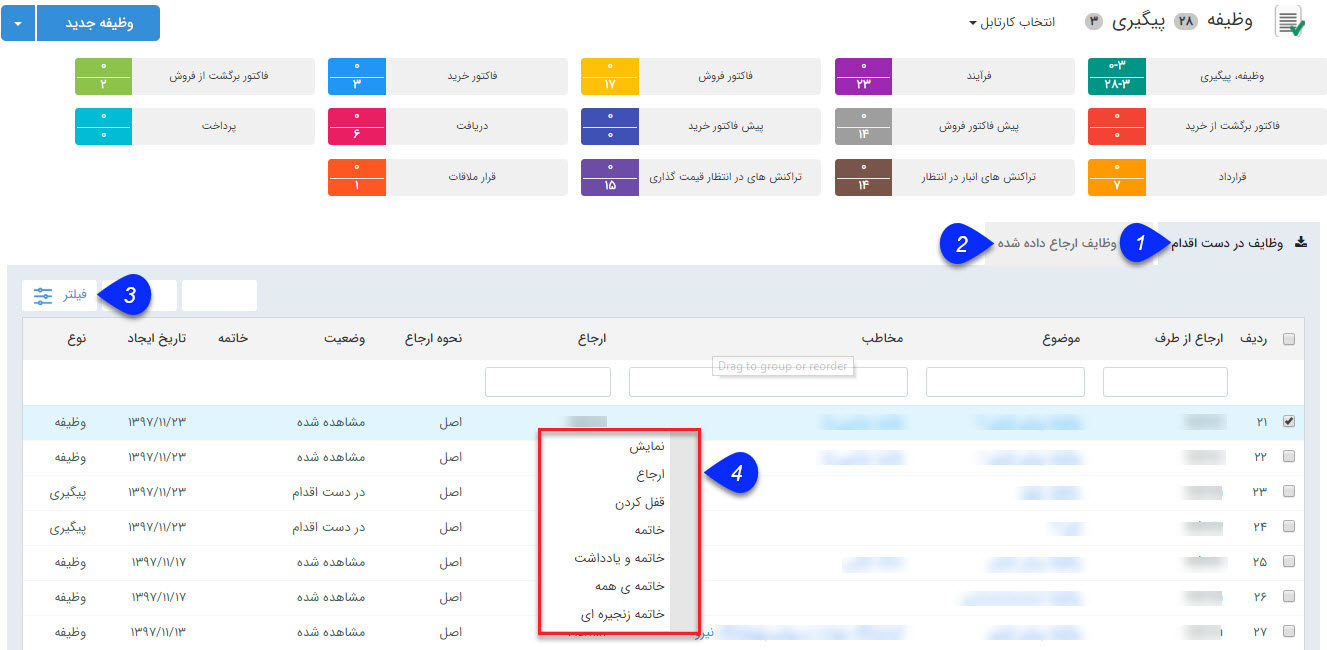 وظیفه ۲۸ پیگیری ۳ انتخاب کارتابل
وظیفه جدید
وظیفه، پیگیری ۰-۳ ۲۸-۳
فرآیند ۰ ۲۳
فاکتور فروش ۰ ۱۷
فاکتور خرید ۰ ۳
فاکتور برگشت از فروش ۰ ۲
فاکتور برگشت از خرید ۰ ۰
پیش فاکتور فروش ۰ ۱۴
پیش فاکتور خرید ۰ ۰
دریافت ۰ ۶
پرداخت ۰ ۰
قرارداد ۰ ۷
تراکنش های انبار در انتظار ۰ ۱۴
تراکنش های در انتظار قیمت گذاری ۰ ۱۵
قرار ملاقات ۰ ۱
وظایف در دست اقدام 1 وظایف ارجاع داده شده 2
3 فیلتر
ردیف ارجاع از طرف موضوع مخاطب ارجاع نحوه ارجاع وضعیت خاتمه تاریخ ایجاد نوع
Drag to group or reorder
۲۱ اصل مشاهده شده ۱۳۹۷/۱۱/۲۳ وظیفه
۲۲ اصل مشاهده شده ۱۳۹۷/۱۱/۲۳ وظیفه
۲۳ اصل در دست اقدام ۱۳۹۷/۱۱/۲۳ پیگیری
۲۴ اصل در دست اقدام ۱۳۹۷/۱۱/۲۳ پیگیری
۲۵ اصل مشاهده شده ۱۳۹۷/۱۱/۱۷ وظیفه
۲۶ اصل مشاهده شده ۱۳۹۷/۱۱/۱۷ وظیفه
۲۷ نیرو اصل مشاهده شده ۱۳۹۷/۱۱/۱۳ وظیفه
4
نمایش
ارجاع
قفل کردن
خاتمه
خاتمه و یادداشت
خاتمه ی همه
خاتمه زنجیره ای